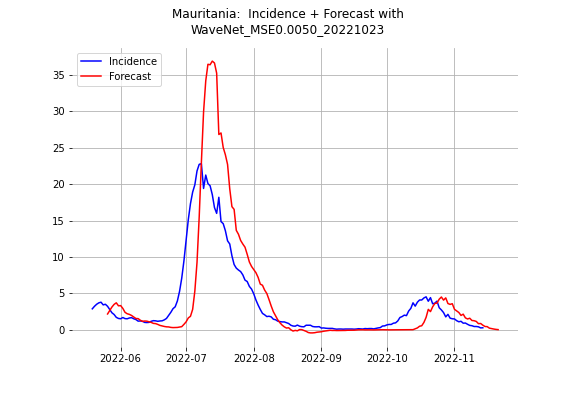 Mauritania:  Incidence + Forecast with
WaveNet_MSE0.0050_20221023
Incidence
Forecast
35
30
25
20
15
10
5
0
2022-06 2022-07 2022-08 2022-09 2022-10 2022-11